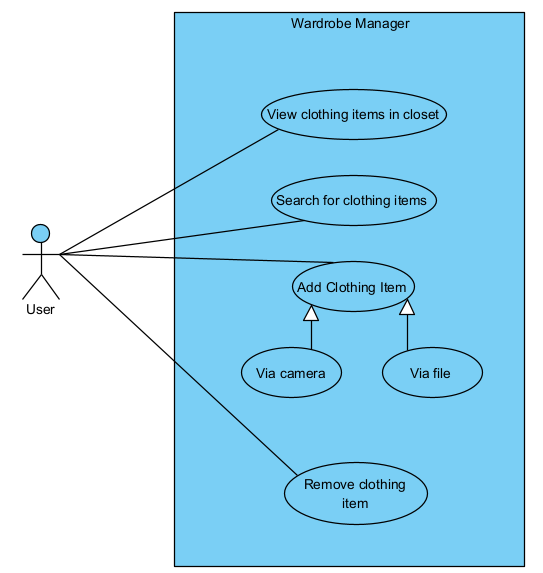 Wardrobe Manager
View clothing items in closet
Search for clothing items
Add Clothing Item
User
Via camera
Via file
Remove clothing
item